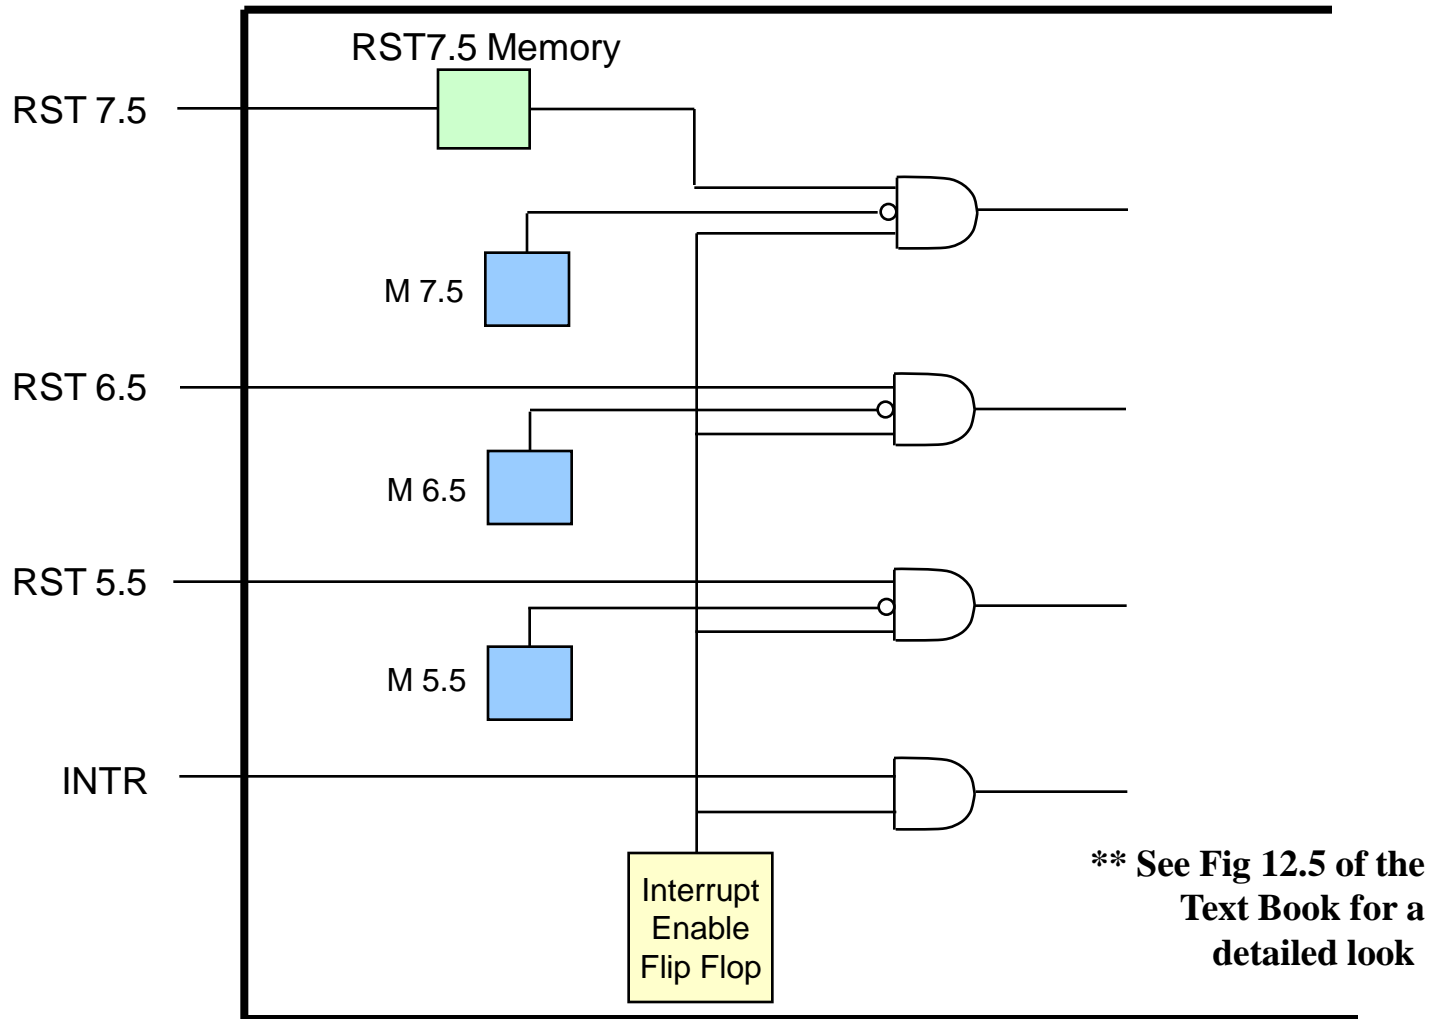 RST7.5 Memory
RST 7.5
M 7.5
RST 6.5
M 6.5
RST 5.5
M 5.5
INTR
Interrupt
Enable
Flip Flop
** See Fig 12.5 of the
Text Book for a
detailed look